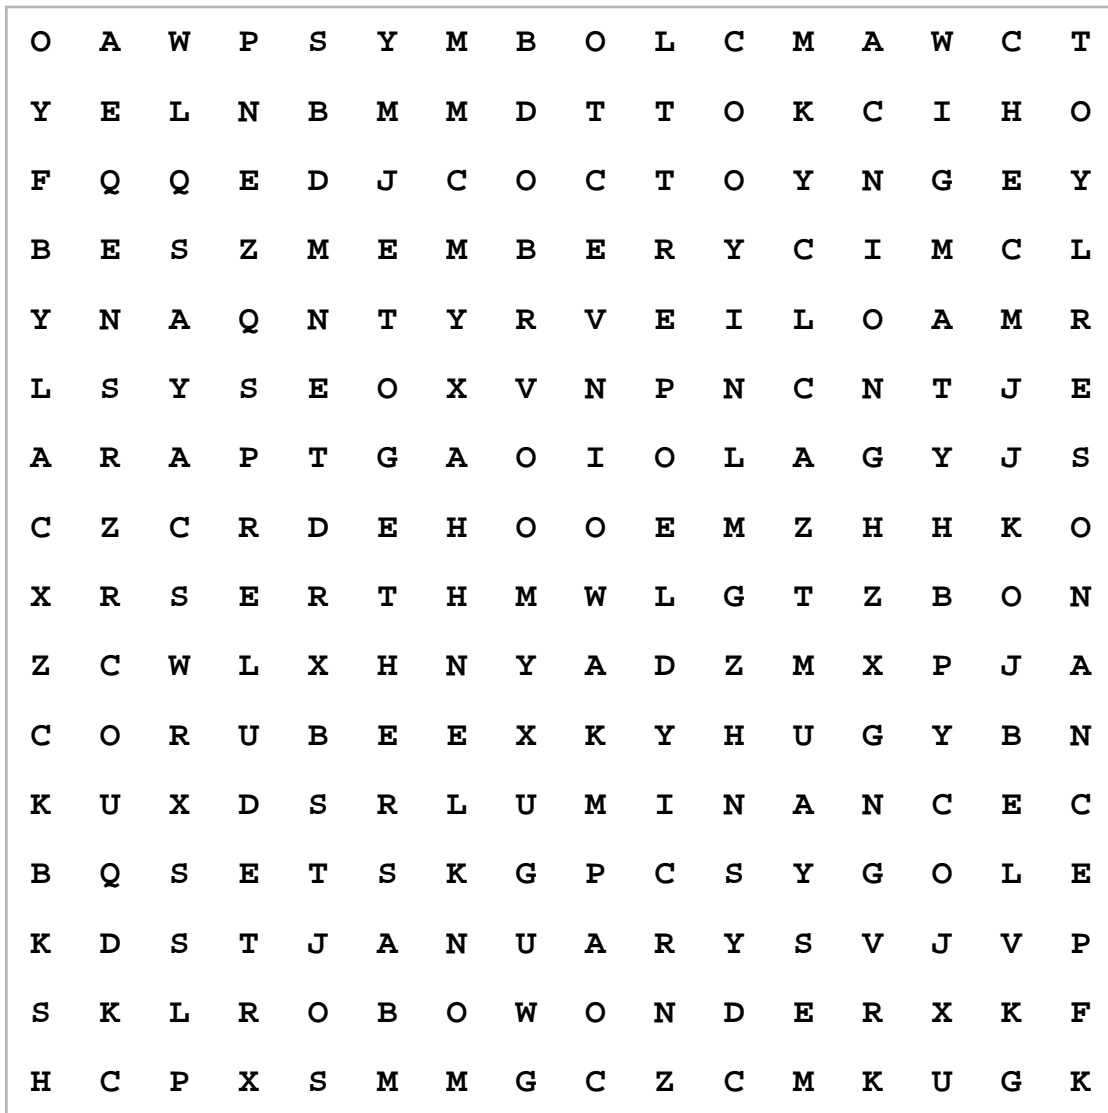 O A W P S Y M B O L C M A W C T
Y E L N B M M D T T O K C I H O
F Q Q E D J C O C T O Y N G E Y
B E S Z M E M B E R Y C I M C L
Y N A Q N T Y R V E I L O A M R
L S Y S E O X V N P N C N T J E
A R A P T G A O I O L A G Y J S
C Z C R D E H O O E M Z H H K O
X R S E R T H M W L G T Z B O N
Z C W L X H N Y A D Z M X P J A
C O R U B E E X K Y H U G Y B N
K U X D S R L U M I N A N C E C
B Q S E T S K G P C S Y G O L E
K D S T J A N U A R Y S V J V P
S K L R O B O W O N D E R X K F
H C P X S M M G C Z C M K U G K